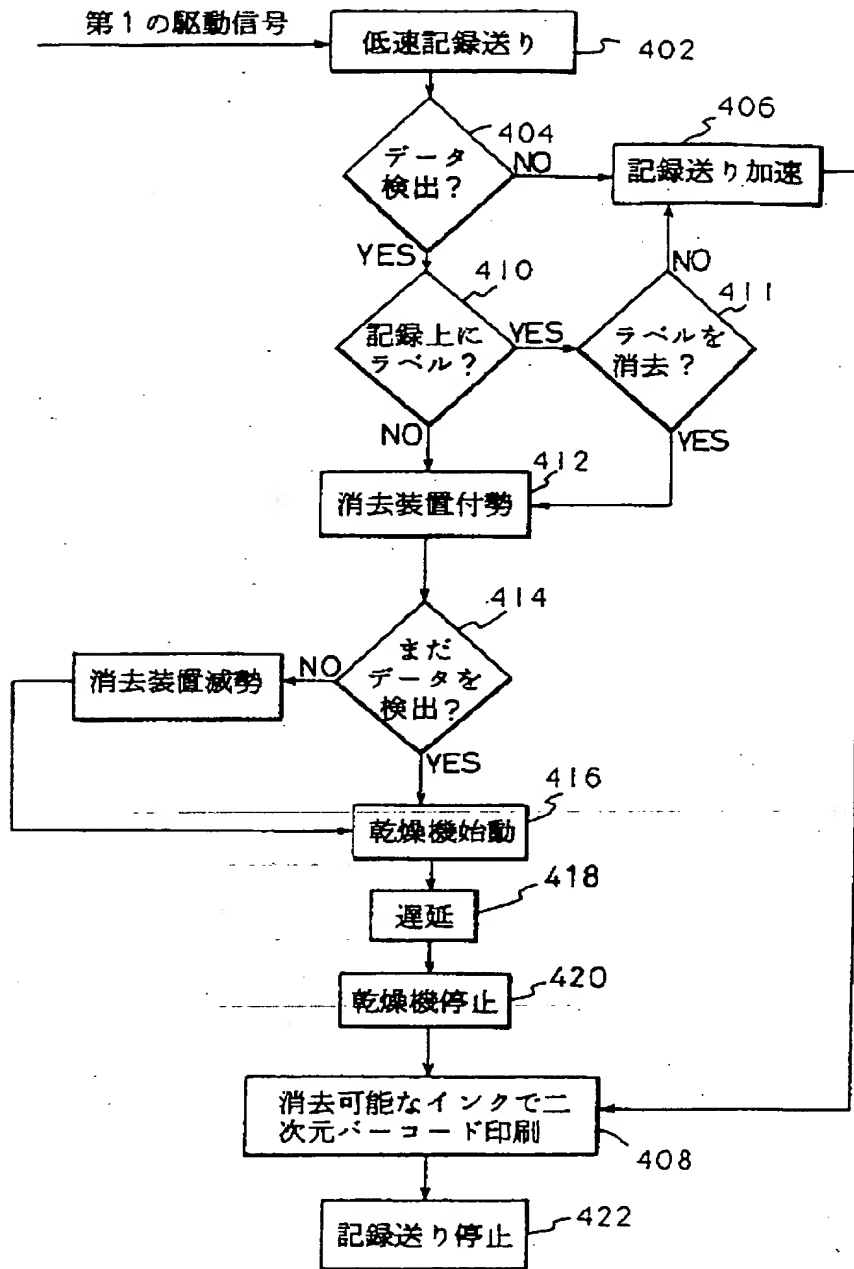 第1の駆動信号
低速記録送り
402
404
データ
検出?
NO
406
記録送り加速
YES
410
記録上に
ラベル?
YES
NO
411
ラベルを
消去?
NO
YES
412
消去装置付勢
414
まだ
データを
検出?
NO
消去装置減勢
YES
416
乾燥機始動
418
遅延
420
乾燥機停止
消去可能なインクで二
次元バーコード印刷
408
記録送り停止
422